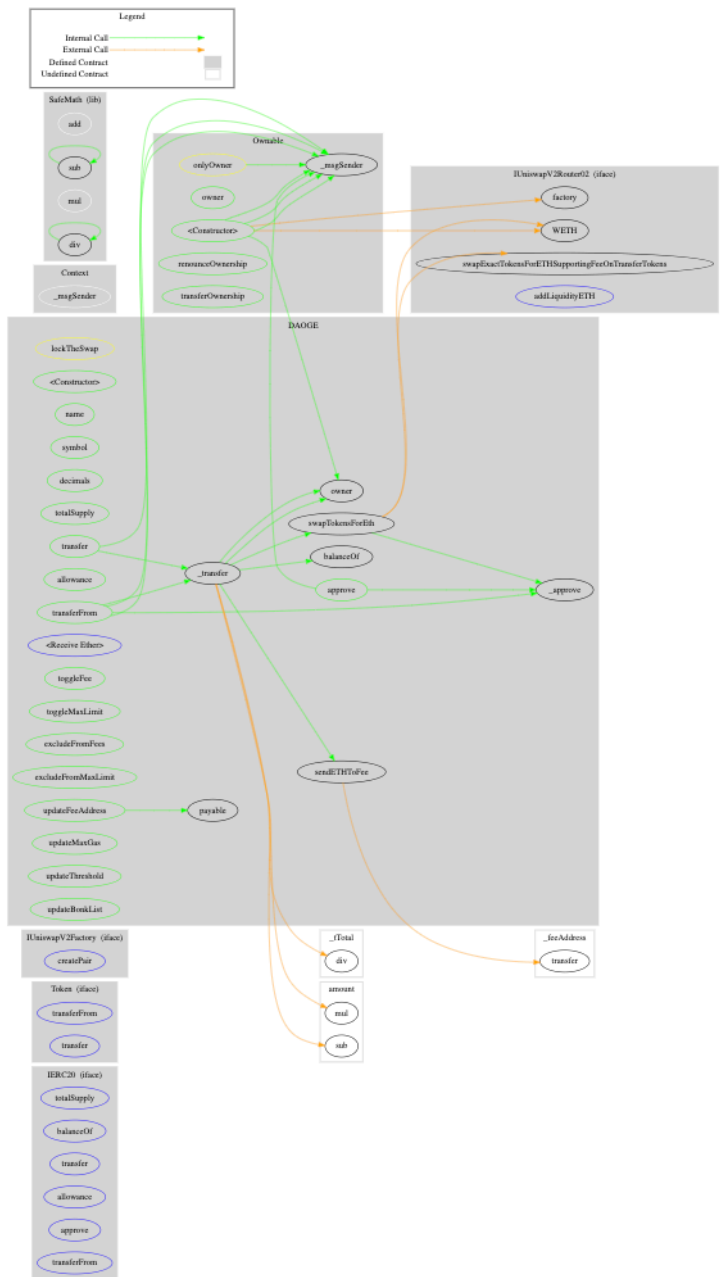 Legend
Internal Call
External Call
Defined Contract
Undefined Contract
SafeMath (lib)
add
sub
mul
div
Context
_msgSender
Ownable
onlyOwner
_msgSender
owner
<Constructor>
renounceOwnership
transferOwnership
IUniswapV2Router02 (iface)
factory
WETH
swapExactTokensForETHSupportingFeeOnTransferTokens
addLiquidityETH
DAOGE
lockTheSwap
<Constructor>
name
symbol
decimals
totalSupply
transfer
allowance
transferFrom
<Receive Ether>
toggleFee
toggleMaxLimit
excludeFromFees
excludeFromMaxLimit
updateFeeAddress
updateMaxGas
updateThreshold
updateBonkList
_transfer
payable
owner
swapTokensForEth
balanceOf
approve
sendETHToFee
_approve
IUniswapV2Factory (iface)
createPair
_tTotal
div
_feeAddress
transfer
Token (iface)
transferFrom
transfer
amount
mul
sub
IERC20 (iface)
totalSupply
balanceOf
transfer
allowance
approve
transferFrom